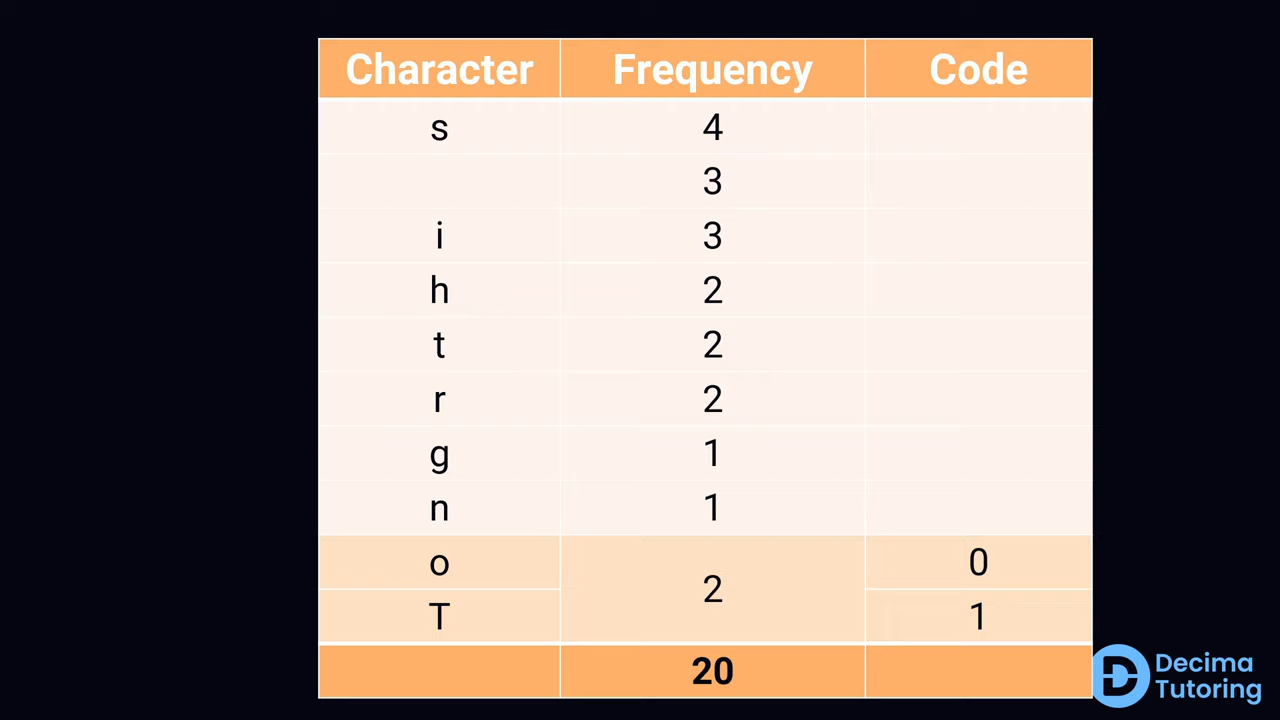 Character Frequency Code
s 4
3
i 3
h 2
t 2
r 2
g 1
n 1
o 2 0
T 1
20
Decima
Tutoring